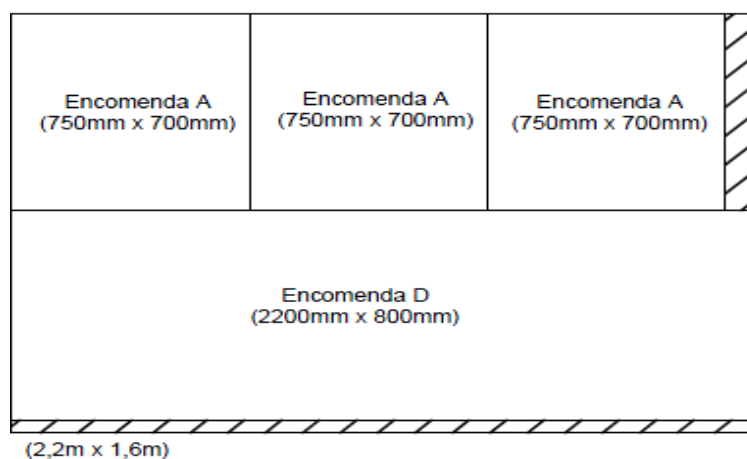 Encomenda A
(750mm x 700mm)
Encomenda A
(750mm x 700mm)
Encomenda A
(750mm x 700mm)
Encomenda D
(2200mm x 800mm)
(2,2m x 1,6m)